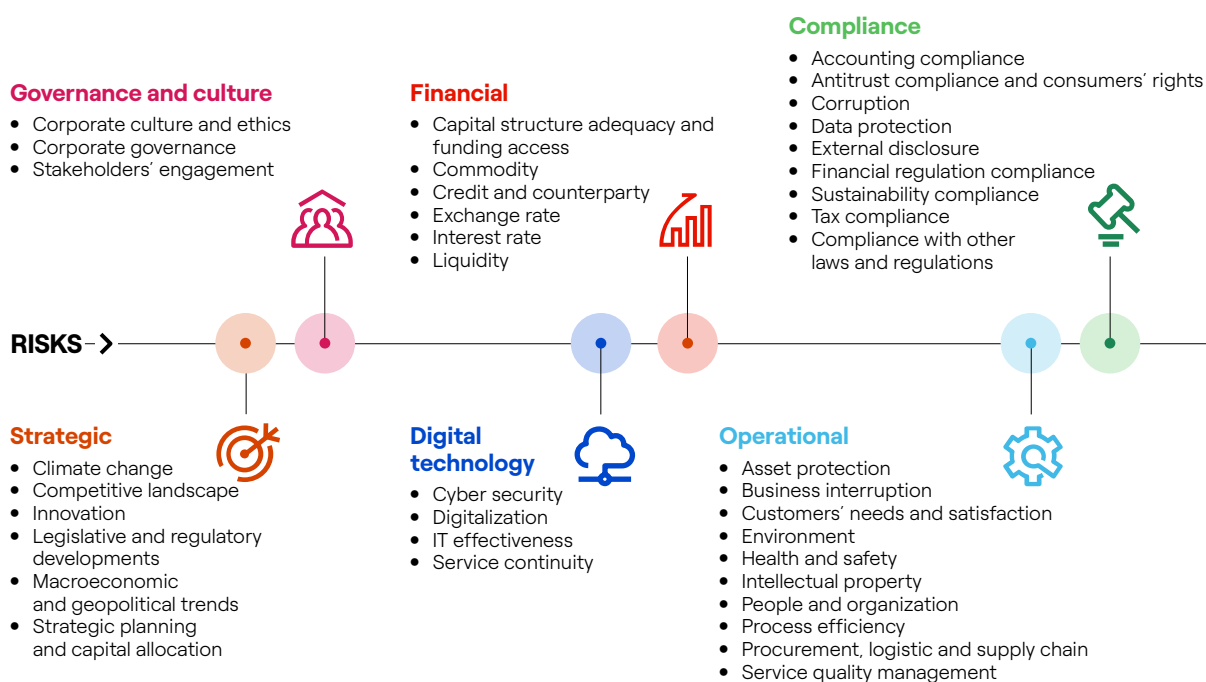 Compliance
• Accounting compliance
• Antitrust compliance and consumers’ rights
• Corruption
• Data protection
• External disclosure
• Financial regulation compliance
• Sustainability compliance
• Tax compliance
• Compliance with other
laws and regulations
Governance and culture
• Corporate culture and ethics
• Corporate governance
• Stakeholders’ engagement
Financial
• Capital structure adequacy and
funding access
• Commodity
• Credit and counterparty
• Exchange rate
• Interest rate
• Liquidity
RISKS
Strategic
• Climate change
• Competitive landscape
• Innovation
• Legislative and regulatory
developments
• Macroeconomic
and geopolitical trends
• Strategic planning
and capital allocation
Digital
technology
• Cyber security
• Digitalization
• IT effectiveness
• Service continuity
Operational
• Asset protection
• Business interruption
• Customers’ needs and satisfaction
• Environment
• Health and safety
• Intellectual property
• People and organization
• Process efficiency
• Procurement, logistic and supply chain
• Service quality management